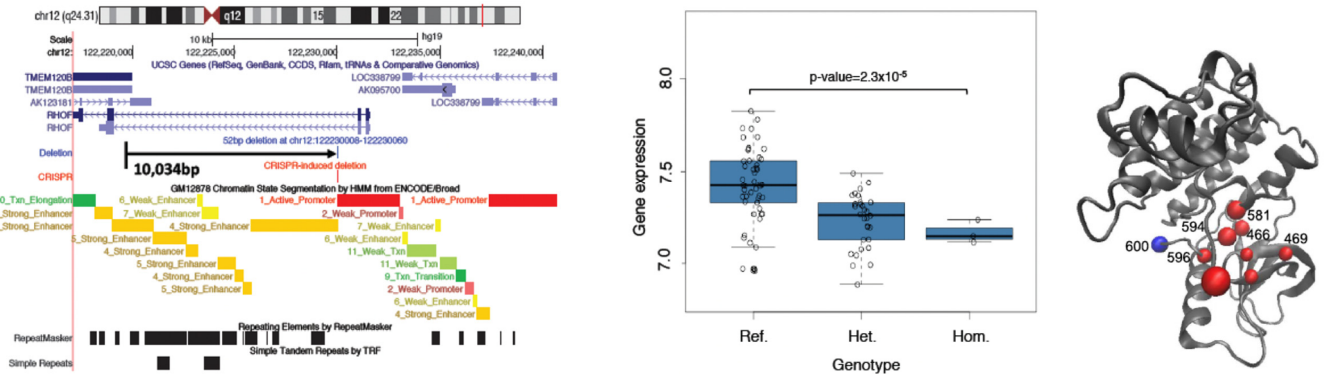 chr12 (q24.31) q12 15 22
Scale 10 kb hg19
chr12: 122,220,000 122,225,000 122,230,000 122,235,000 122,240,000
UCSC Genes (RefSeq, GenBank, CCDS, Rfam, tRNAs & Comparative Genomics)
TMEM120B LOC338799
TMEM120B AK095700
AK123181 LOC338799
RHOF
RHOF
52bp deletion at chr12:122230008-122230060
Deletion
10,034bp CRISPR-induced deletion
CRISPR
GM12878 Chromatin State Segmentation by HMM from ENCODE/Broad
0_Txn_Elongation 6_Weak_Enhancer 1_Active_Promoter 1_Active_Promoter
_Strong_Enhancer 7_Weak_Enhancer 2_Weak_Promoter
_Strong_Enhancer 4_Strong_Enhancer 7_Weak_Enhancer
5_Strong_Enhancer 6_Weak_Enhancer
4_Strong_Enhancer 11_Weak_Txn
5_Strong_Enhancer 11_Weak_Txn
4_Strong_Enhancer 9_Txn_Transition
5_Strong_Enhancer 2_Weak_Promoter
6_Weak_Enhancer
4_Strong_Enhancer
Repeating Elements by RepeatMasker
RepeatMasker
Simple Tandem Repeats by TRF
Simple Repeats
Gene expression
8.0
7.5
7.0
p-value=2.3x10⁻⁵
Ref. Het. Hom.
Genotype
581
594 466 469
600
596